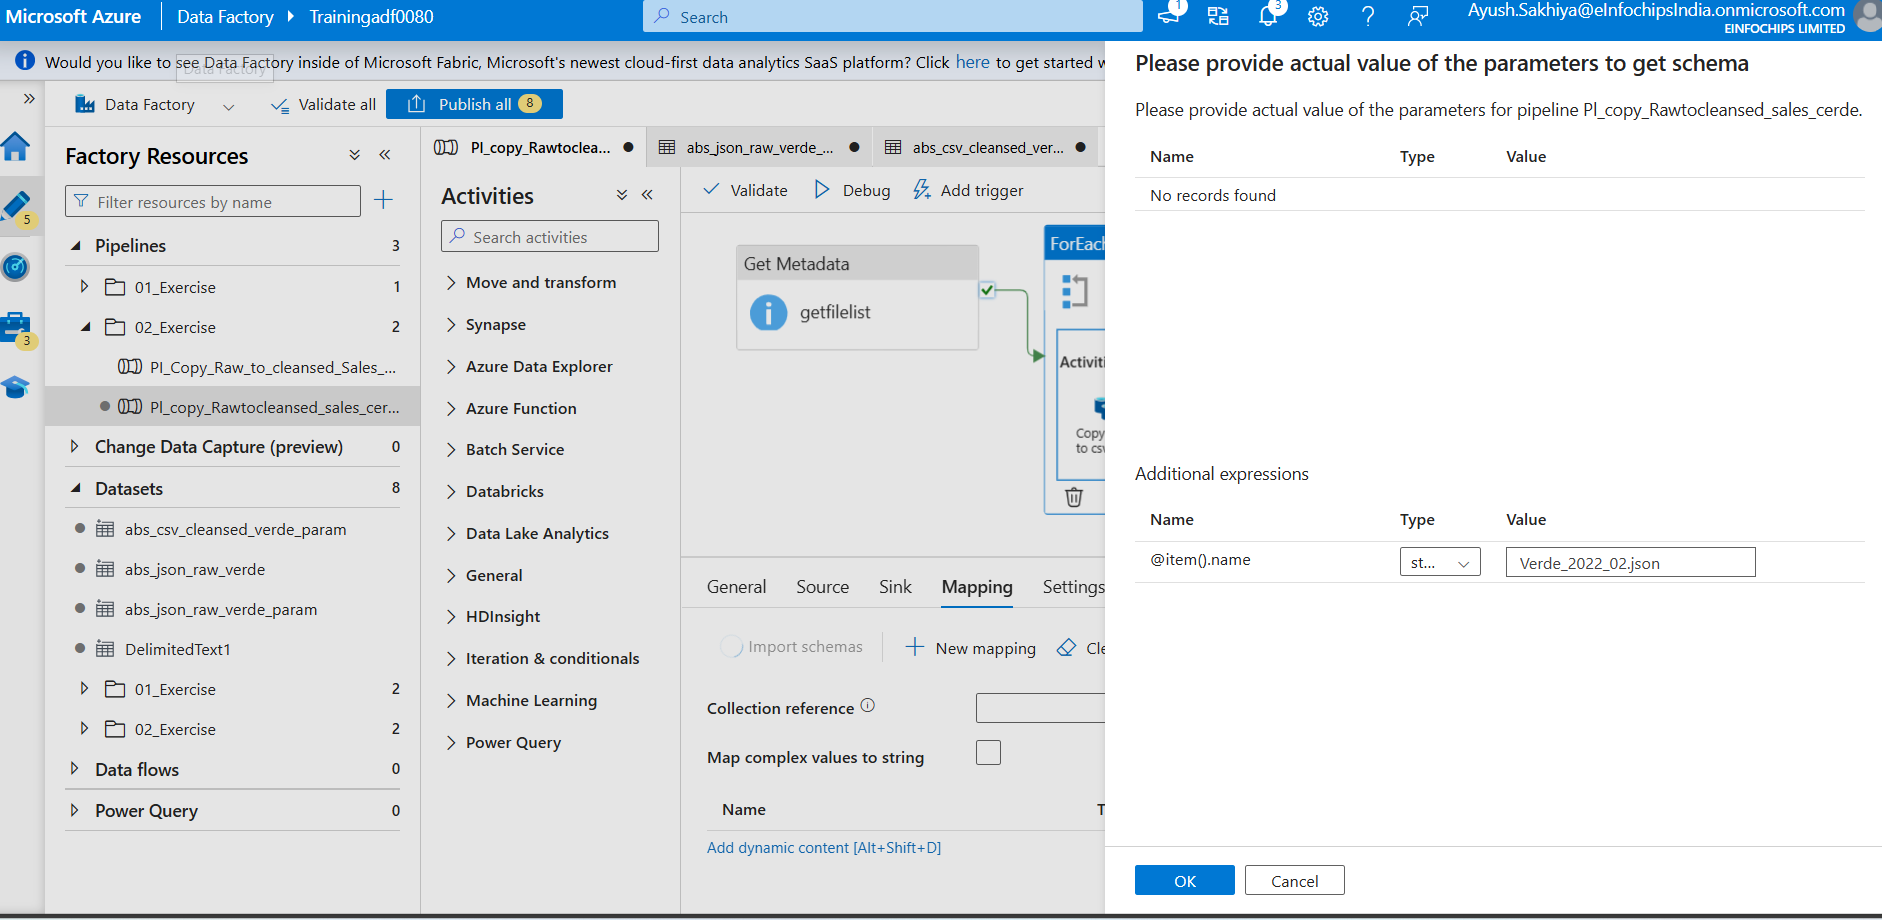 Microsoft Azure
Data Factory
Trainingadf0080
Search
1
3
Ayush.Sakhiya@eInfochipsIndia.onmicrosoft.com
EINFOCHIPS LIMITED
Would you like to see Data Factory inside of Microsoft Fabric, Microsoft's newest cloud-first data analytics SaaS platform? Click here to get started w
Data Factory
Data Factory
Validate all
Publish all 8
Factory Resources
Filter resources by name
5
3
Pipelines 3
01_Exercise 1
02_Exercise 2
Pl_Copy_Raw_to_cleansed_Sales_...
Pl_copy_Rawtocleansed_sales_cer...
Change Data Capture (preview) 0
Datasets 8
abs_csv_cleansed_verde_param
abs_json_raw_verde
abs_json_raw_verde_param
DelimitedText1
01_Exercise 2
02_Exercise 2
Data flows 0
Power Query 0
Pl_copy_Rawtoclea...
abs_json_raw_verde_...
abs_csv_cleansed_ver...
Activities
Search activities
Move and transform
Synapse
Azure Data Explorer
Azure Function
Batch Service
Databricks
Data Lake Analytics
General
HDInsight
Iteration & conditionals
Machine Learning
Power Query
Validate
Debug
Add trigger
Get Metadata
getfilelist
ForEach
Activiti
Copy
to csv
General
Source
Sink
Mapping
Settings
Import schemas
New mapping
Cle
Collection reference
Map complex values to string
Name
T
Add dynamic content [Alt+Shift+D]
Please provide actual value of the parameters to get schema
Please provide actual value of the parameters for pipeline Pl_copy_Rawtocleansed_sales_cerde.
Name Type Value
No records found
Additional expressions
Name Type Value
@item().name st... Verde_2022_02.json
OK
Cancel